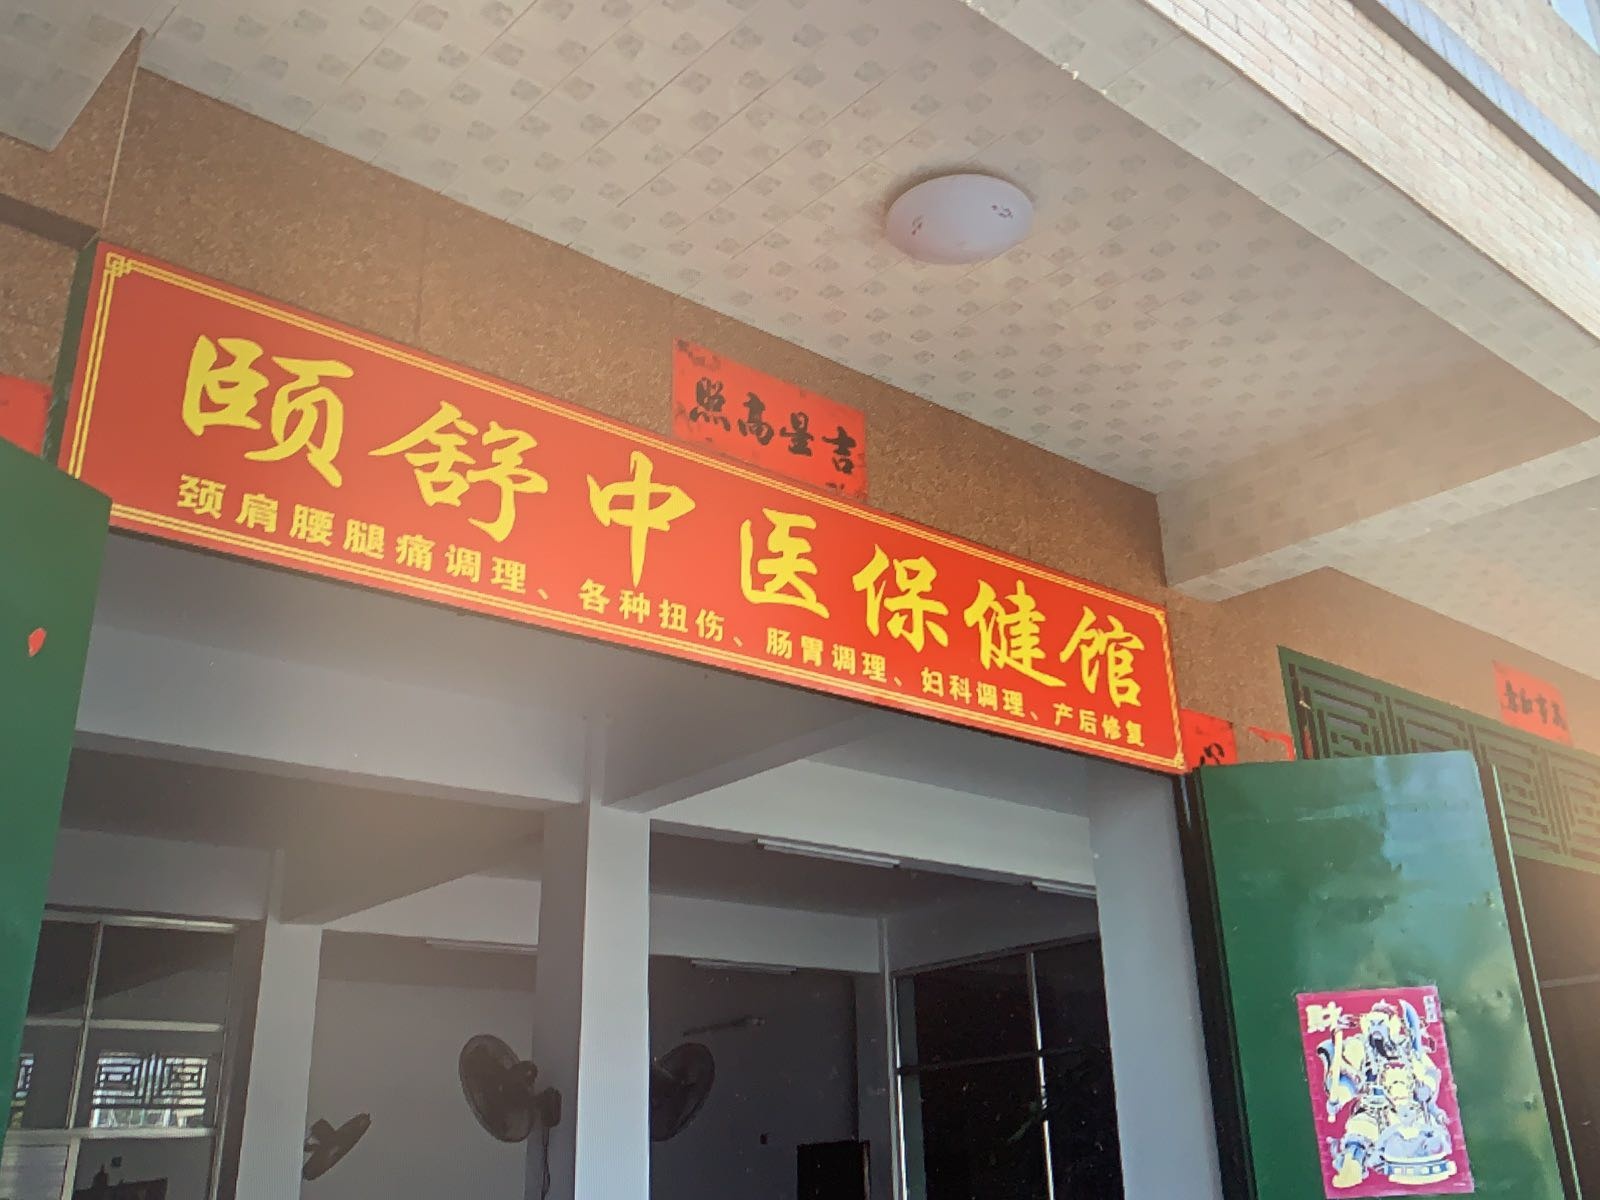 照高星吉
颐舒中医保健馆
颈肩腰腿痛调理、各种扭伤、肠胃调理、妇科调理、产后修复